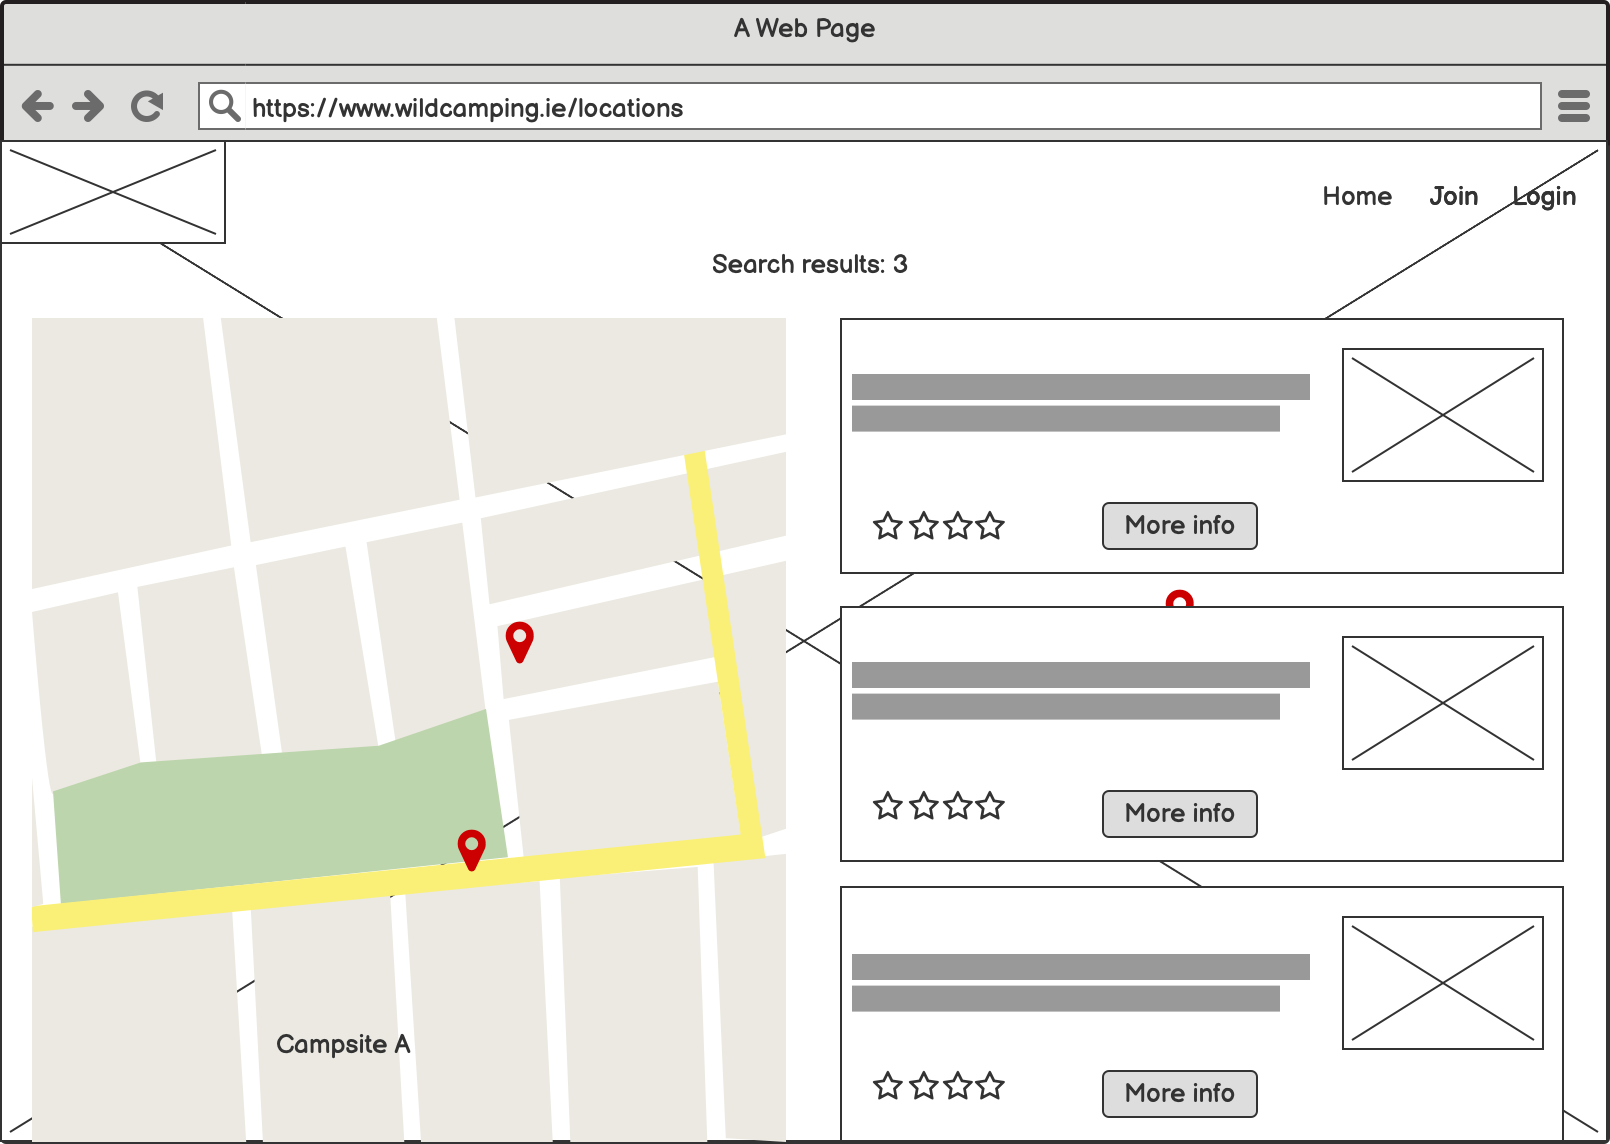 A Web Page
https://www.wildcamping.ie/locations
Home Join Login
Search results: 3
More info
More info
Campsite A
More info